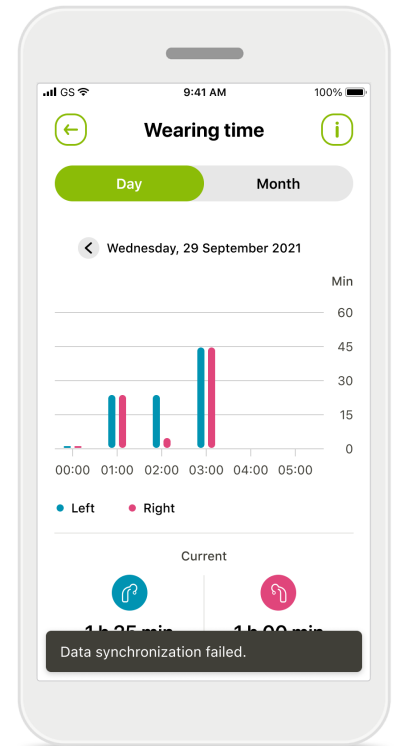 GS 9:41 AM 100%
Wearing time
Day Month
Wednesday, 29 September 2021
Min
60
45
30
15
0
00:00 01:00 02:00 03:00 04:00 05:00
Left Right
Current
Data synchronization failed.